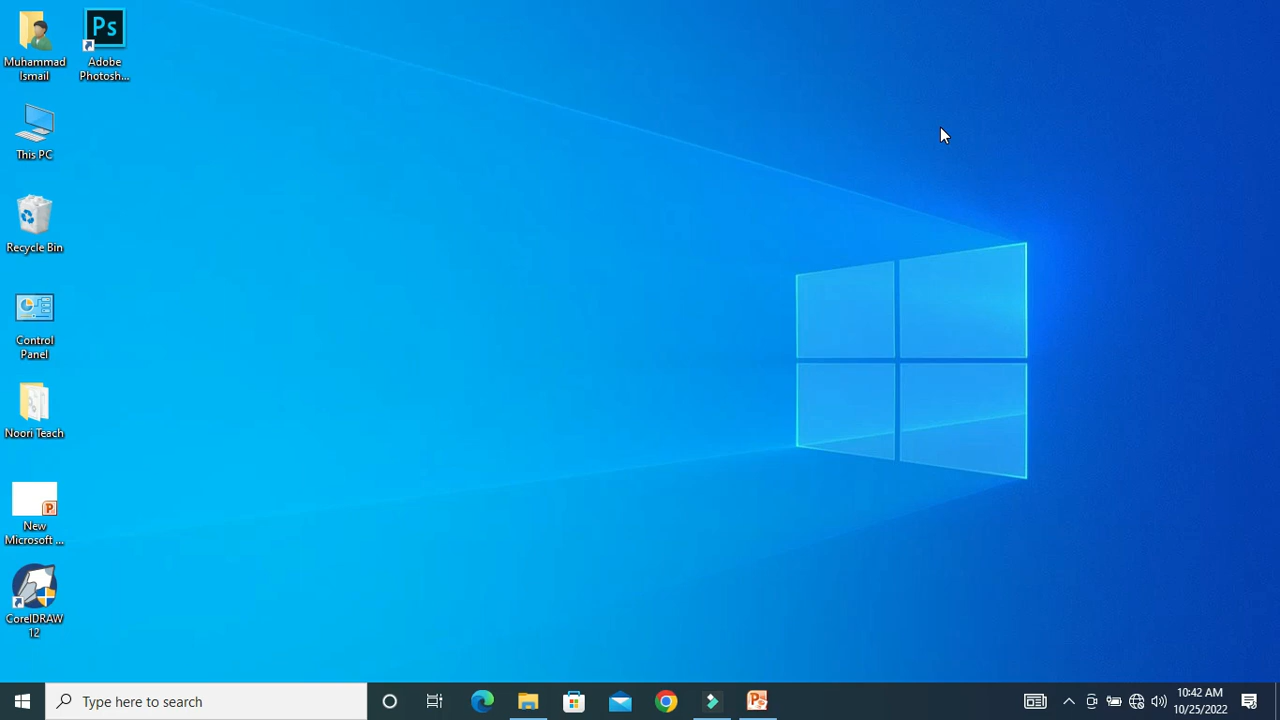 Muhammad
Ismail
Ps
Adobe
Photosh...
This PC
Recycle Bin
Control
Panel
Noori Teach
P
New
Microsoft ...
CorelDRAW
12
Type here to search
P
10:42 AM
10/25/2022